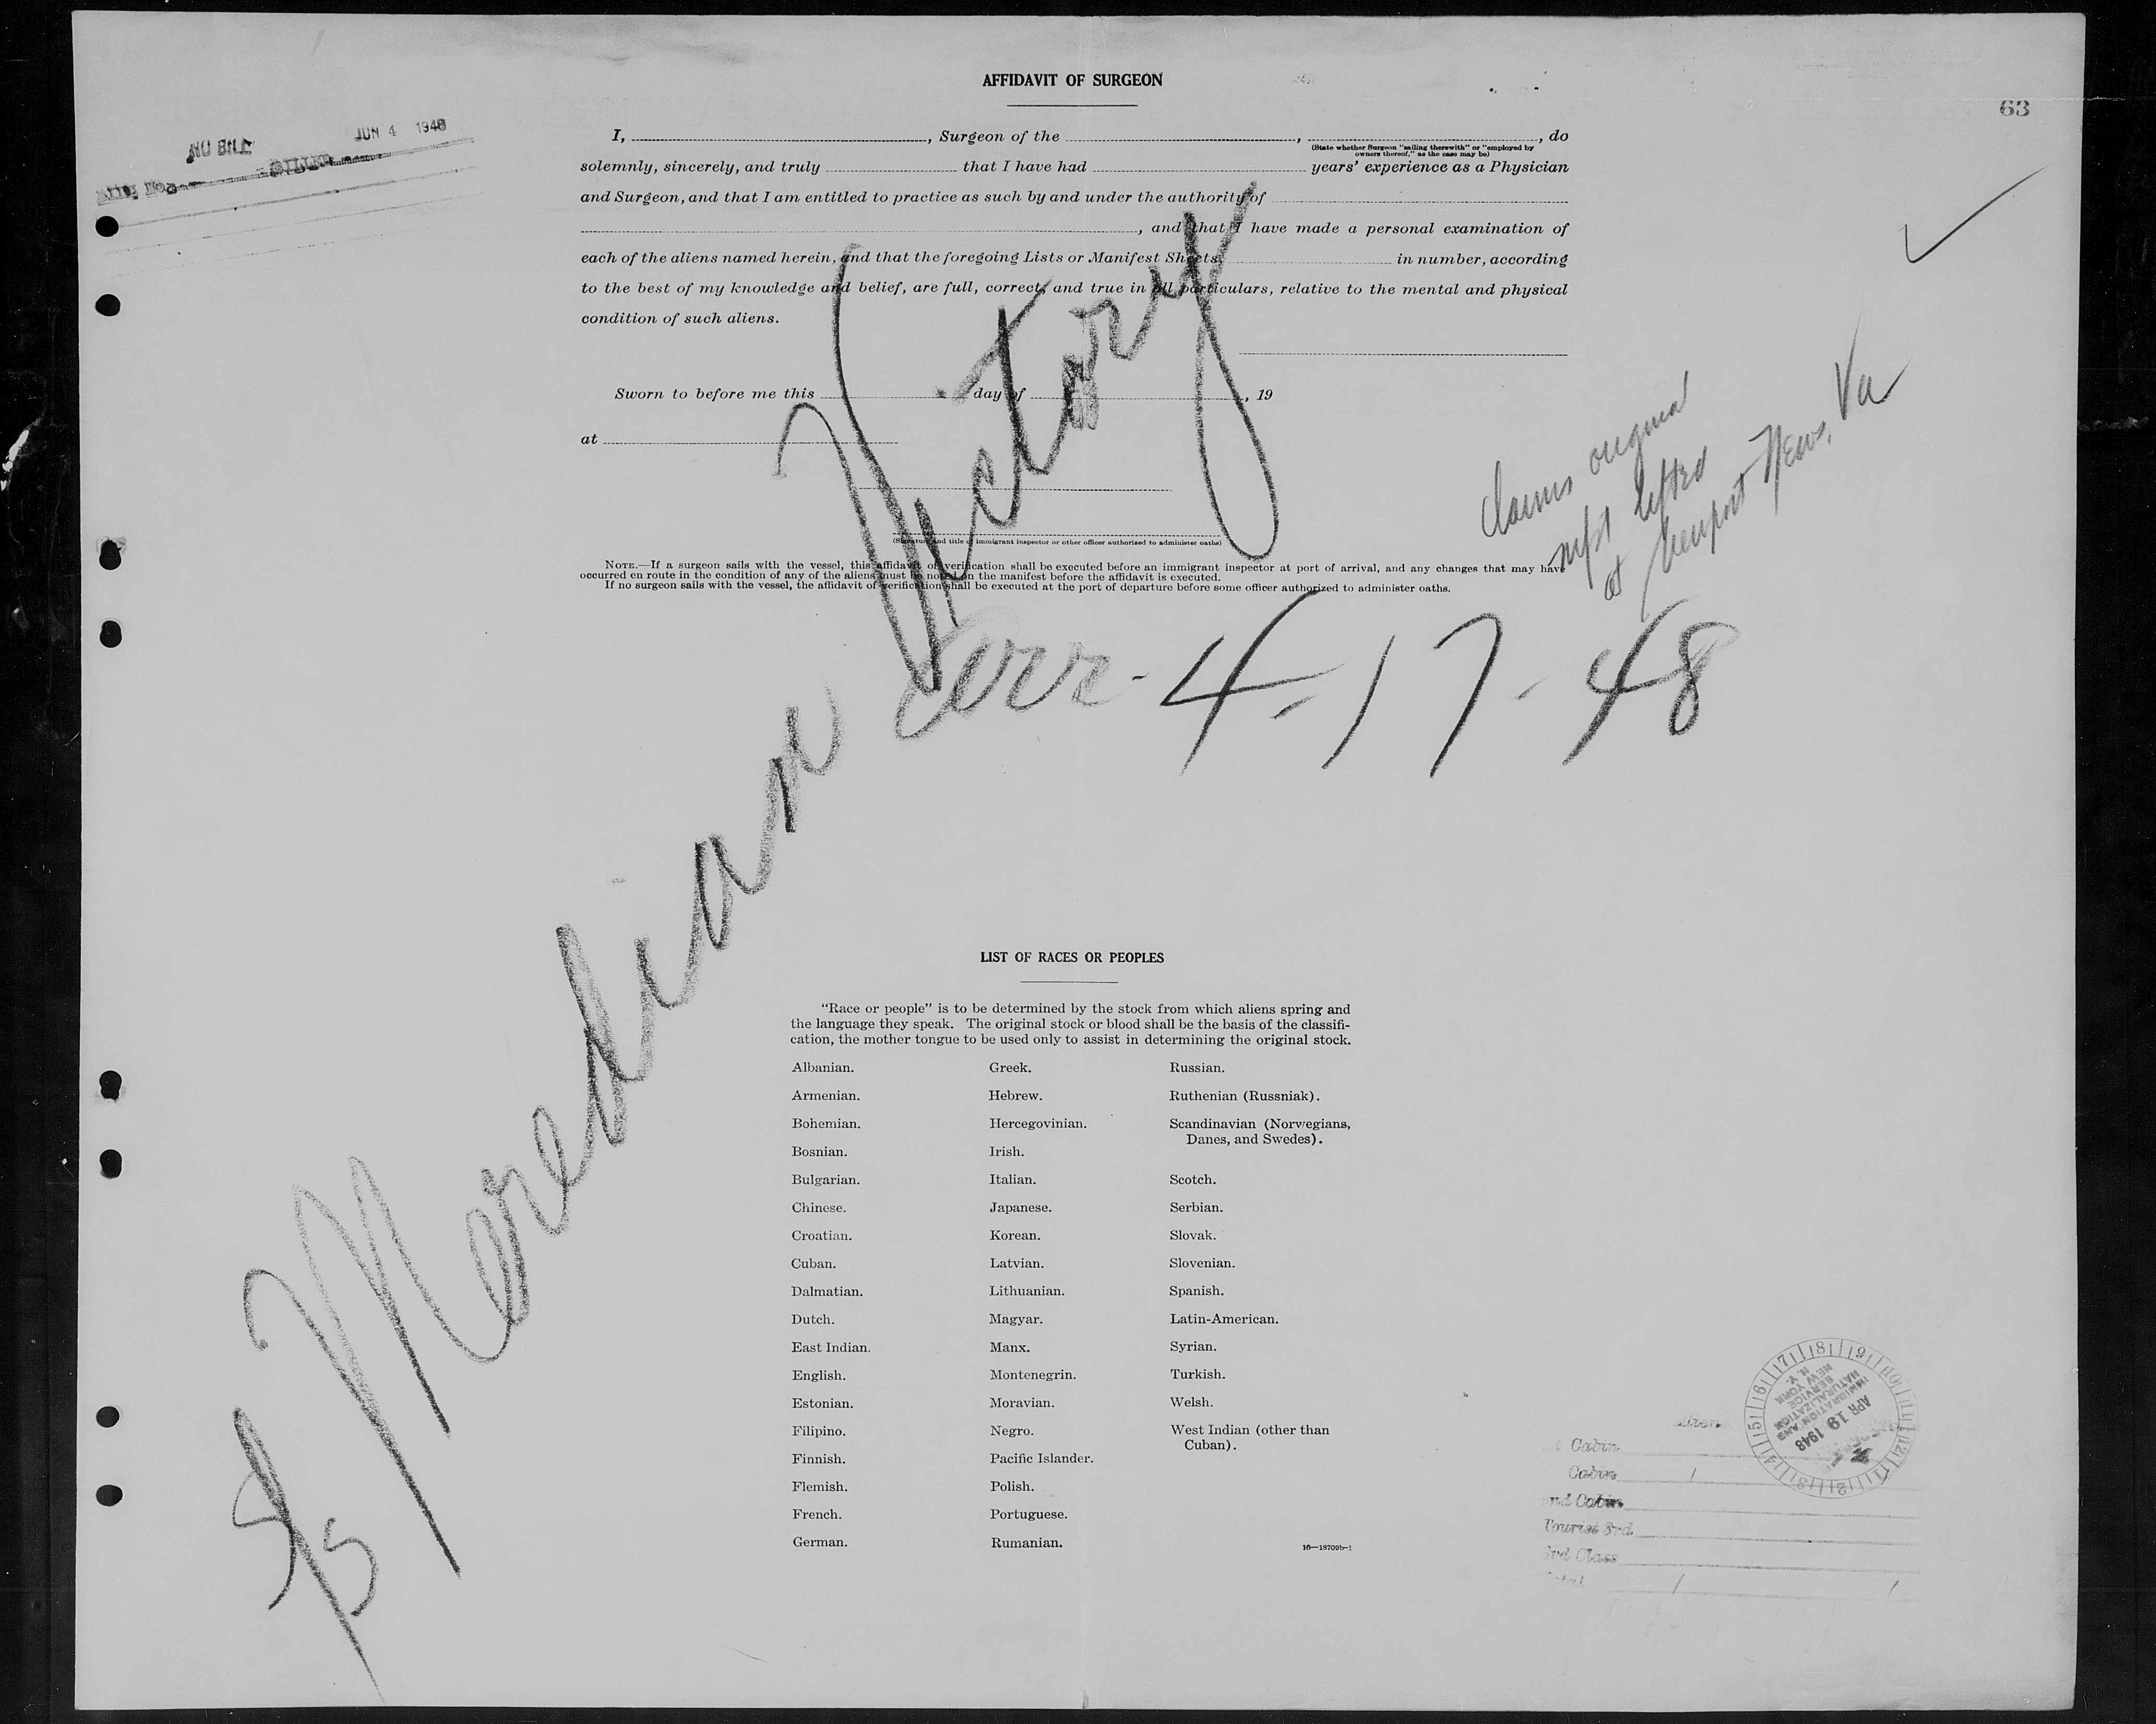 AFFIDAVIT OF SURGEON
63
NO BILL JUN 4 1948
I, , Surgeon of the , , do
(State whether Surgeon "sailing therewith" or "employed by
owners thereof," as the case may be)
solemnly, sincerely, and truly that I have had years' experience as a Physician
and Surgeon, and that I am entitled to practice as such by and under the authority of
, and that I have made a personal examination of
each of the aliens named herein, and that the foregoing Lists or Manifest Sheets, in number, according
to the best of my knowledge and belief, are full, correct, and true in all particulars, relative to the mental and physical
condition of such aliens.
Sworn to before me this day of , 19
at
(Signature and title of immigrant inspector or other officer authorized to administer oaths)
NOTE.—If a surgeon sails with the vessel, this affidavit of verification shall be executed before an immigrant inspector at port of arrival, and any changes that may have
occurred en route in the condition of any of the aliens must be noted on the manifest before the affidavit is executed.
If no surgeon sails with the vessel, the affidavit of verification shall be executed at the port of departure before some officer authorized to administer oaths.
Claims original
mfst lifted
at Newport News, Va
S/S Meredian Victory
arr - 4-17-48
LIST OF RACES OR PEOPLES
"Race or people" is to be determined by the stock from which aliens spring and
the language they speak. The original stock or blood shall be the basis of the classifi-
cation, the mother tongue to be used only to assist in determining the original stock.
Albanian. Greek. Russian.
Armenian. Hebrew. Ruthenian (Russniak).
Bohemian. Hercegovinian. Scandinavian (Norwegians,
Danes, and Swedes).
Bosnian. Irish.
Bulgarian. Italian. Scotch.
Chinese. Japanese. Serbian.
Croatian. Korean. Slovak.
Cuban. Latvian. Slovenian.
Dalmatian. Lithuanian. Spanish.
Dutch. Magyar. Latin-American.
East Indian. Manx. Syrian.
English. Montenegrin. Turkish.
Estonian. Moravian. Welsh.
Filipino. Negro. West Indian (other than
Cuban).
Finnish. Pacific Islander.
Flemish. Polish.
French. Portuguese.
German. Rumanian.
16—18709b-1
IMMIGRATION AND
NATURALIZATION
SERVICE
NEW YORK
N. Y.
APR 19 1948
Cabin
Cabin 1
2nd Cabin
Tourist 3rd
3rd Class
Total 1 1